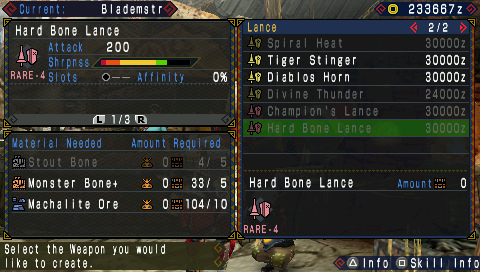 Current: Blademstr
233667z
Hard Bone Lance
Attack 200
Shrpnss
RARE-4 Slots Affinity 0%
L 1/3 R
Material Needed Amount Required
Stout Bone 4/ 5
Monster Bone+ 0 33/ 5
Machalite Ore 0 104/10
Lance 2/2
Spiral Heat 30000z
Tiger Stinger 30000z
Diablos Horn 30000z
Divine Thunder 24000z
Champion's Lance 30000z
Hard Bone Lance 30000z
Hard Bone Lance Amount 0
RARE-4
Select the Weapon you would
like to create.
Info Skill Info